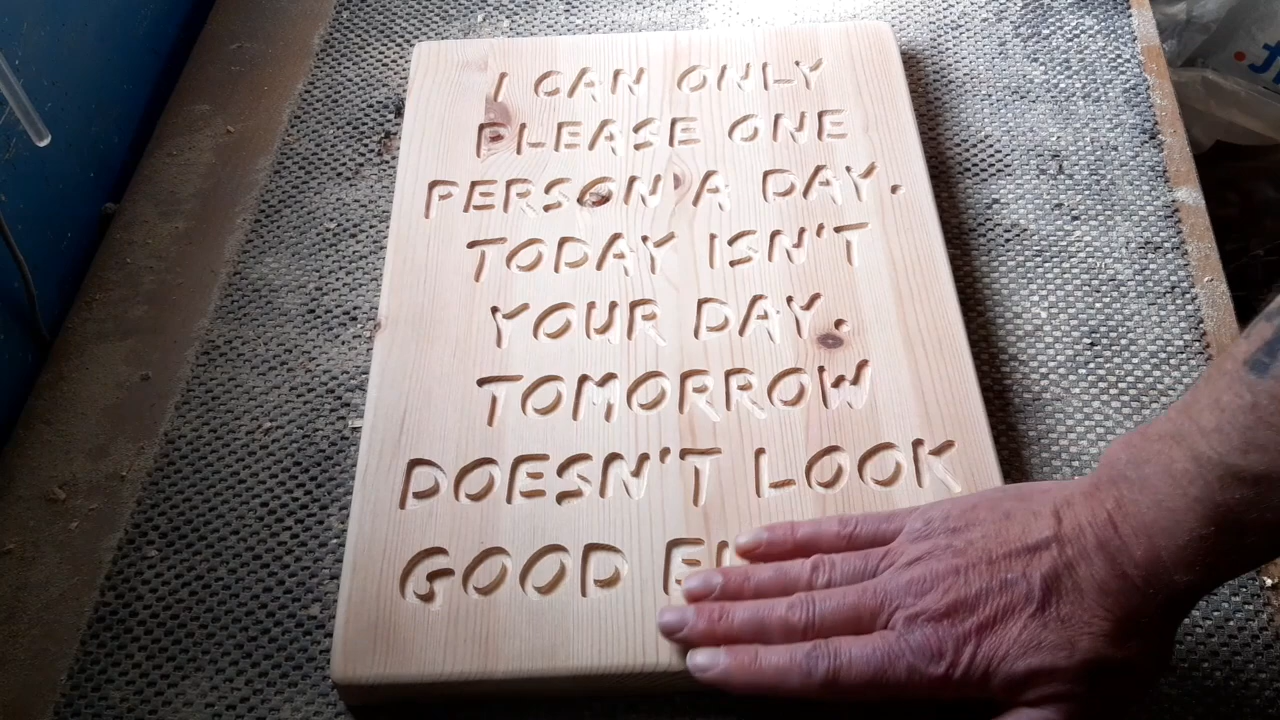 I CAN ONLY
PLEASE ONE
PERSON A DAY.
TODAY ISN'T
YOUR DAY.
TOMORROW
DOESN'T LOOK
GOOD